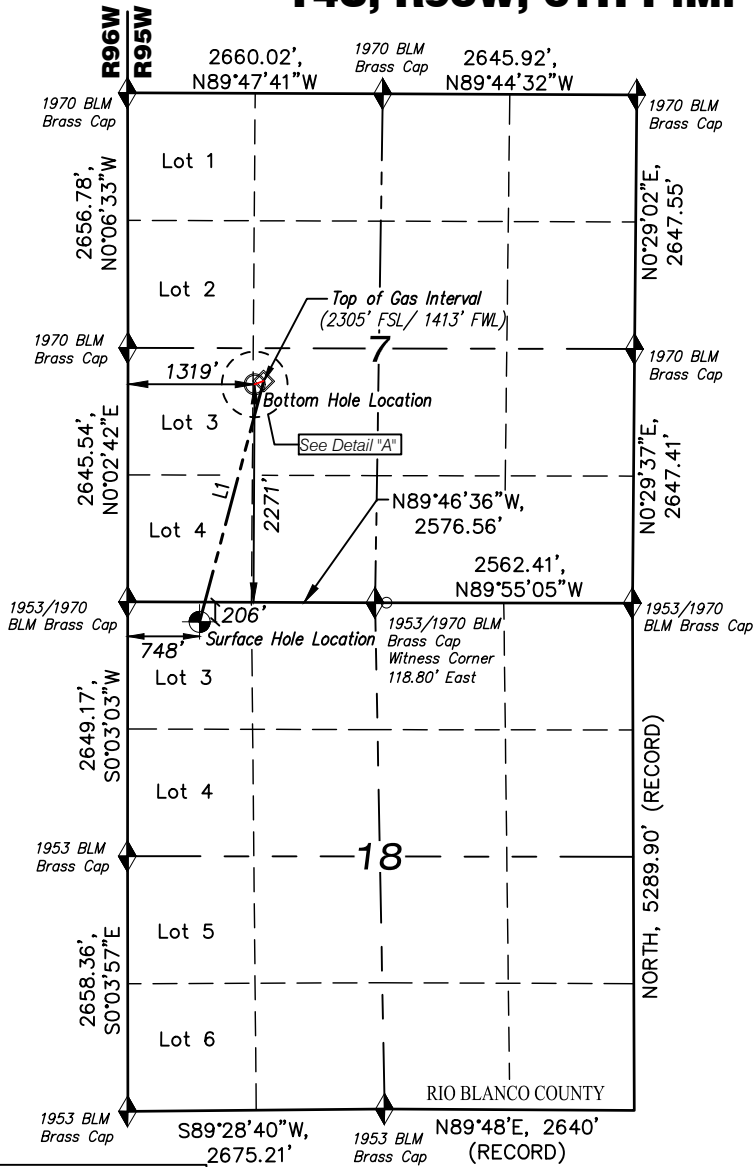 R96W
R95W
2660.02',
N89°47'41"W
1970 BLM
Brass Cap
2645.92',
N89°44'32"W
1970 BLM
Brass Cap
1970 BLM
Brass Cap
Lot 1
2656.78',
N0°06'33"W
N0°29'02"E,
2647.55'
Lot 2
Top of Gas Interval
(2305' FSL/ 1413' FWL)
1970 BLM
Brass Cap
7
1970 BLM
Brass Cap
1319'
Bottom Hole Location
Lot 3
See Detail "A"
2645.54',
N0°02'42"E
L1
2271'
N89°46'36"W,
2576.56'
N0°29'37"E,
2647.41'
Lot 4
2562.41',
N89°55'05"W
1953/1970
BLM Brass Cap
206'
1953/1970 BLM
Brass Cap
Witness Corner
118.80' East
1953/1970
BLM Brass Cap
748'
Surface Hole Location
Lot 3
2649.17',
S0°03'03"W
Lot 4
NORTH, 5289.90' (RECORD)
1953 BLM
Brass Cap
18
Lot 5
2658.36',
S0°03'57"E
Lot 6
RIO BLANCO COUNTY
1953 BLM
Brass Cap
S89°28'40"W,
2675.21'
1953 BLM
Brass Cap
N89°48'E, 2640'
(RECORD)